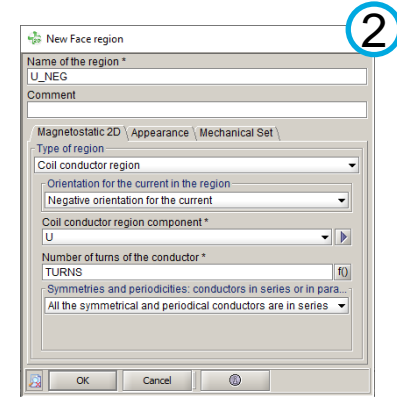 2
New Face region
Name of the region *
U_NEG
Comment
Magnetostatic 2D Appearance Mechanical Set
Type of region
Coil conductor region
Orientation for the current in the region
Negative orientation for the current
Coil conductor region component *
U
Number of turns of the conductor *
TURNS f()
Symmetries and periodicities: conductors in series or in para...
All the symmetrical and periodical conductors are in series
OK Cancel